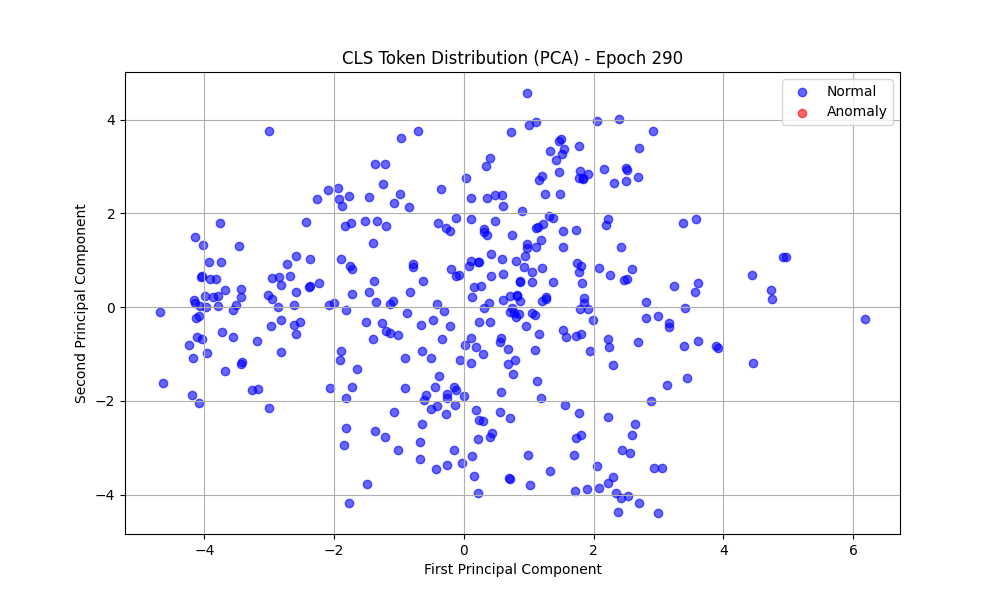 CLS Token Distribution (PCA) - Epoch 290
Normal
Anomaly
4
2
0
−2
−4
Second Principal Component
−4
−2
0
2
4
6
First Principal Component